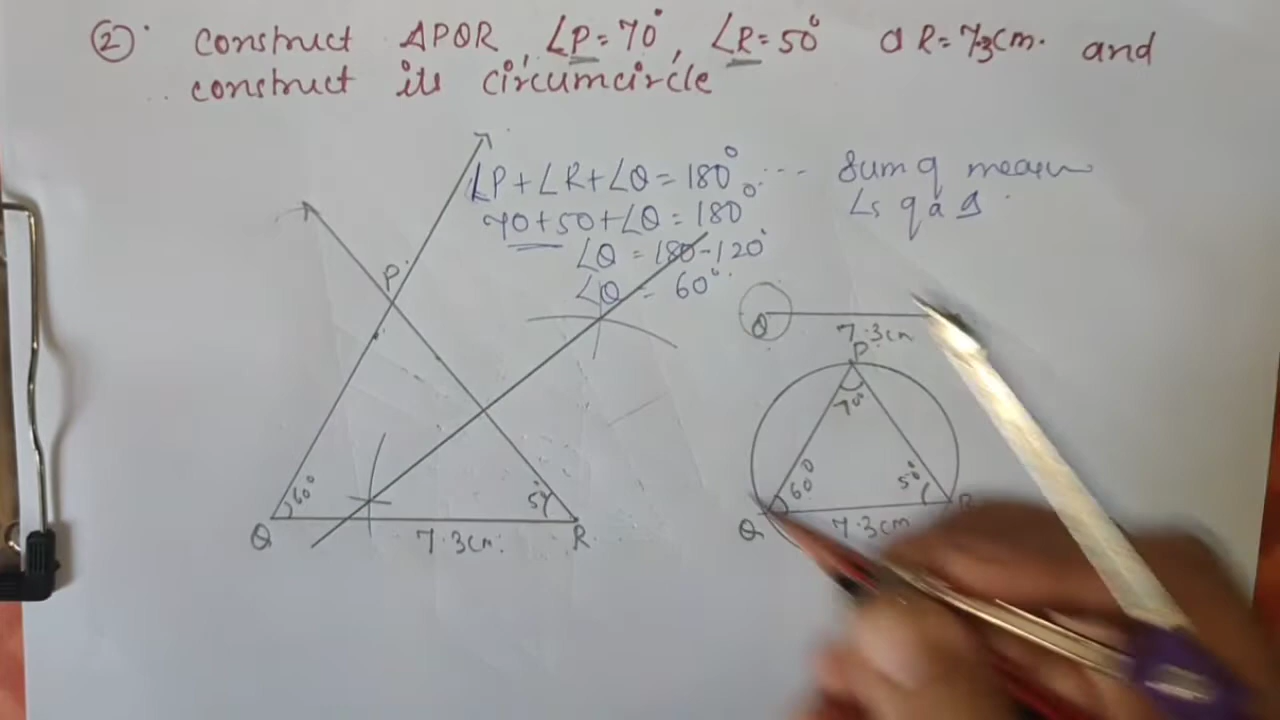 ② construct ΔPQR, ∠P=70°, ∠R=50° QR=7.3cm. and
construct its circumcircle
∠P+∠R+∠Q=180° ... Sum of measu
70+50+∠Q=180° ∠s of a Δ.
∠Q=180-120°
∠Q = 60°.
P
Q
7.3cm
P
70°
60°
50°
60°
50
Q
7.3cm.
R
Q
7.3cm
R